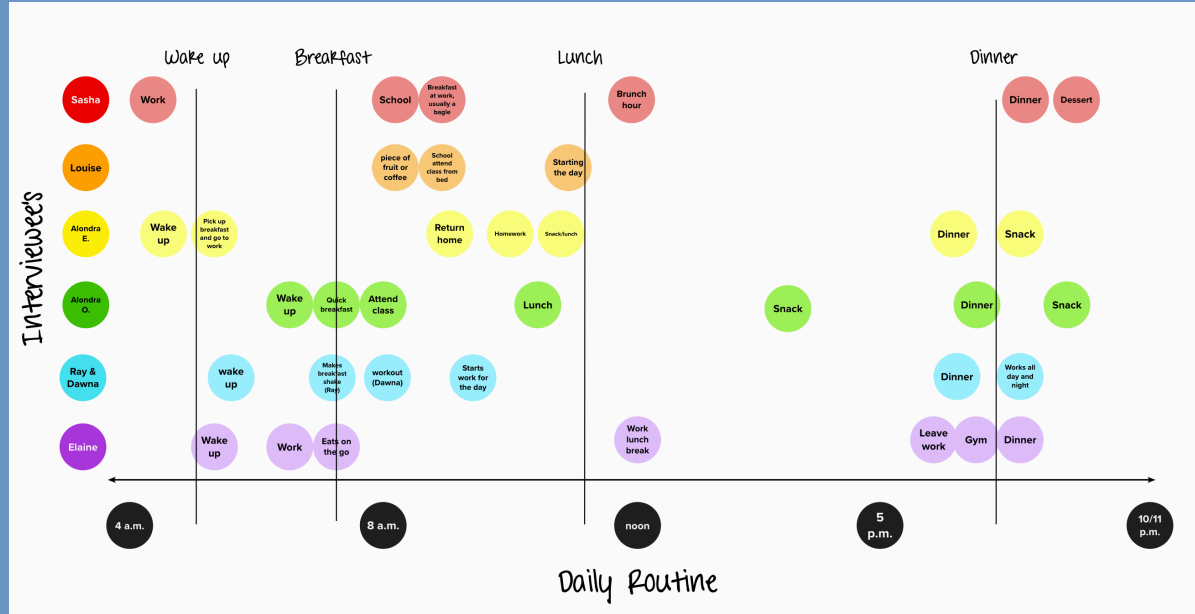 Wake up
Breakfast
Lunch
Dinner
Interviewee's
Sasha
Work
School
Breakfast
at work,
usually a
bagle
Brunch
hour
Dinner
Dessert
Louise
piece of
fruit or
coffee
School
attend
class from
bed
Starting
the day
Alondra
E.
Wake
up
Pick up
breakfast
and go to
work
Return
home
Homework
Snack/lunch
Dinner
Snack
Alondra
O.
Wake
up
Quick
breakfast
Attend
class
Lunch
Snack
Dinner
Snack
Ray &
Dawna
wake
up
Makes
breakfast
shake
(Ray)
workout
(Dawna)
Starts
work for
the day
Dinner
Works all
day and
night
Elaine
Wake
up
Work
Eats on
the go
Work
lunch
break
Leave
work
Gym
Dinner
4 a.m.
8 a.m.
noon
5
p.m.
10/11
p.m.
Daily Routine